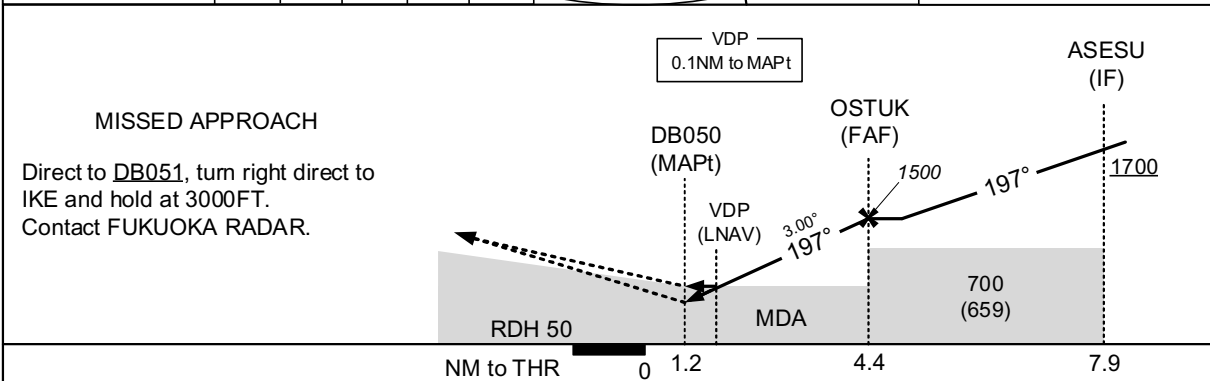 VDP
0.1NM to MAPt
ASESU
(IF)
MISSED APPROACH
Direct to DB051, turn right direct to
IKE and hold at 3000FT.
Contact FUKUOKA RADAR.
DB050
(MAPt)
OSTUK
(FAF)
1500
197°
1700
VDP
(LNAV)
3.00°
197°
700
(659)
MDA
RDH 50
NM to THR
0
1.2
4.4
7.9